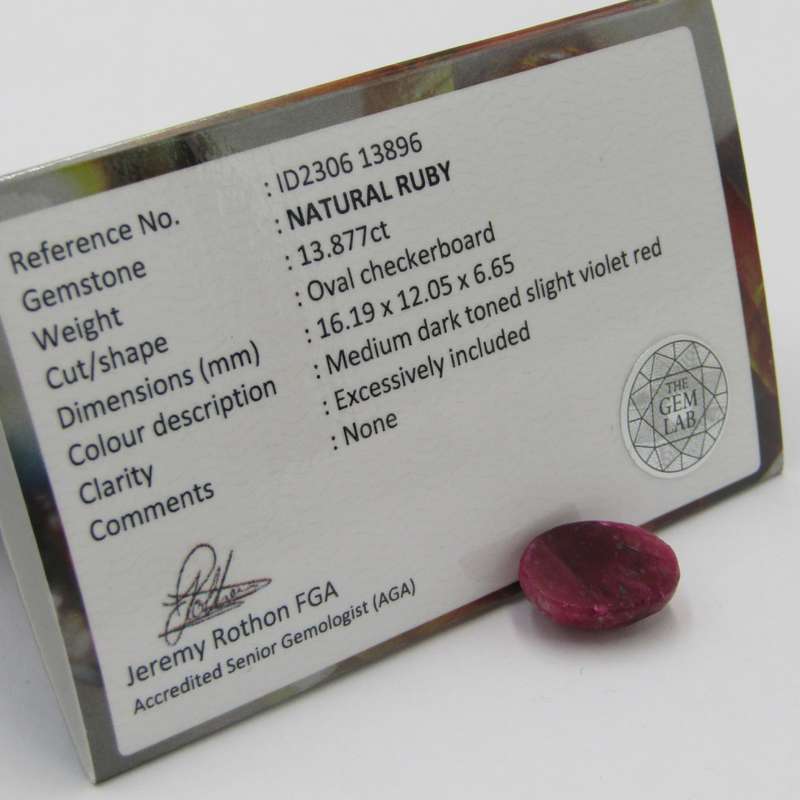 Reference No. : ID2306 13896
Gemstone : NATURAL RUBY
Weight : 13.877ct
Cut/shape : Oval checkerboard
Dimensions (mm) : 16.19 x 12.05 x 6.65
Colour description : Medium dark toned slight violet red
Clarity : Excessively included
Comments : None
THE
GEM
LAB
Jeremy Rothon FGA
Accredited Senior Gemologist (AGA)